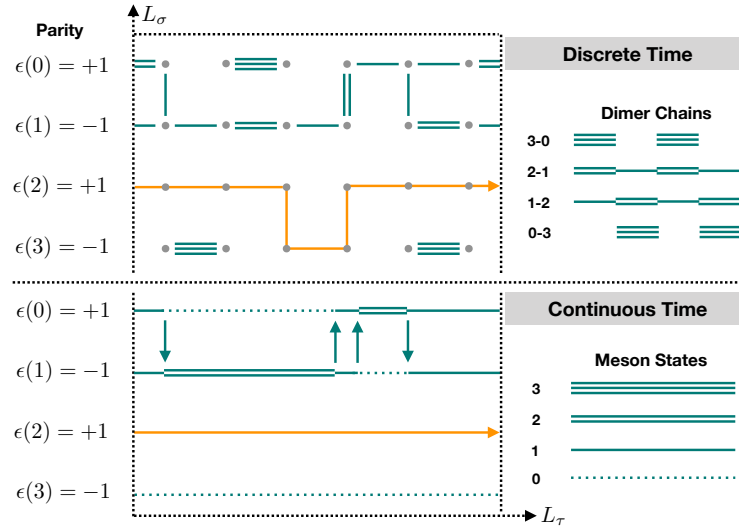 Parity
L_σ
ϵ(0) = +1
ϵ(1) = −1
ϵ(2) = +1
ϵ(3) = −1
Discrete Time
Dimer Chains
3-0
2-1
1-2
0-3
ϵ(0) = +1
ϵ(1) = −1
ϵ(2) = +1
ϵ(3) = −1
Continuous Time
Meson States
3
2
1
0
L_τ